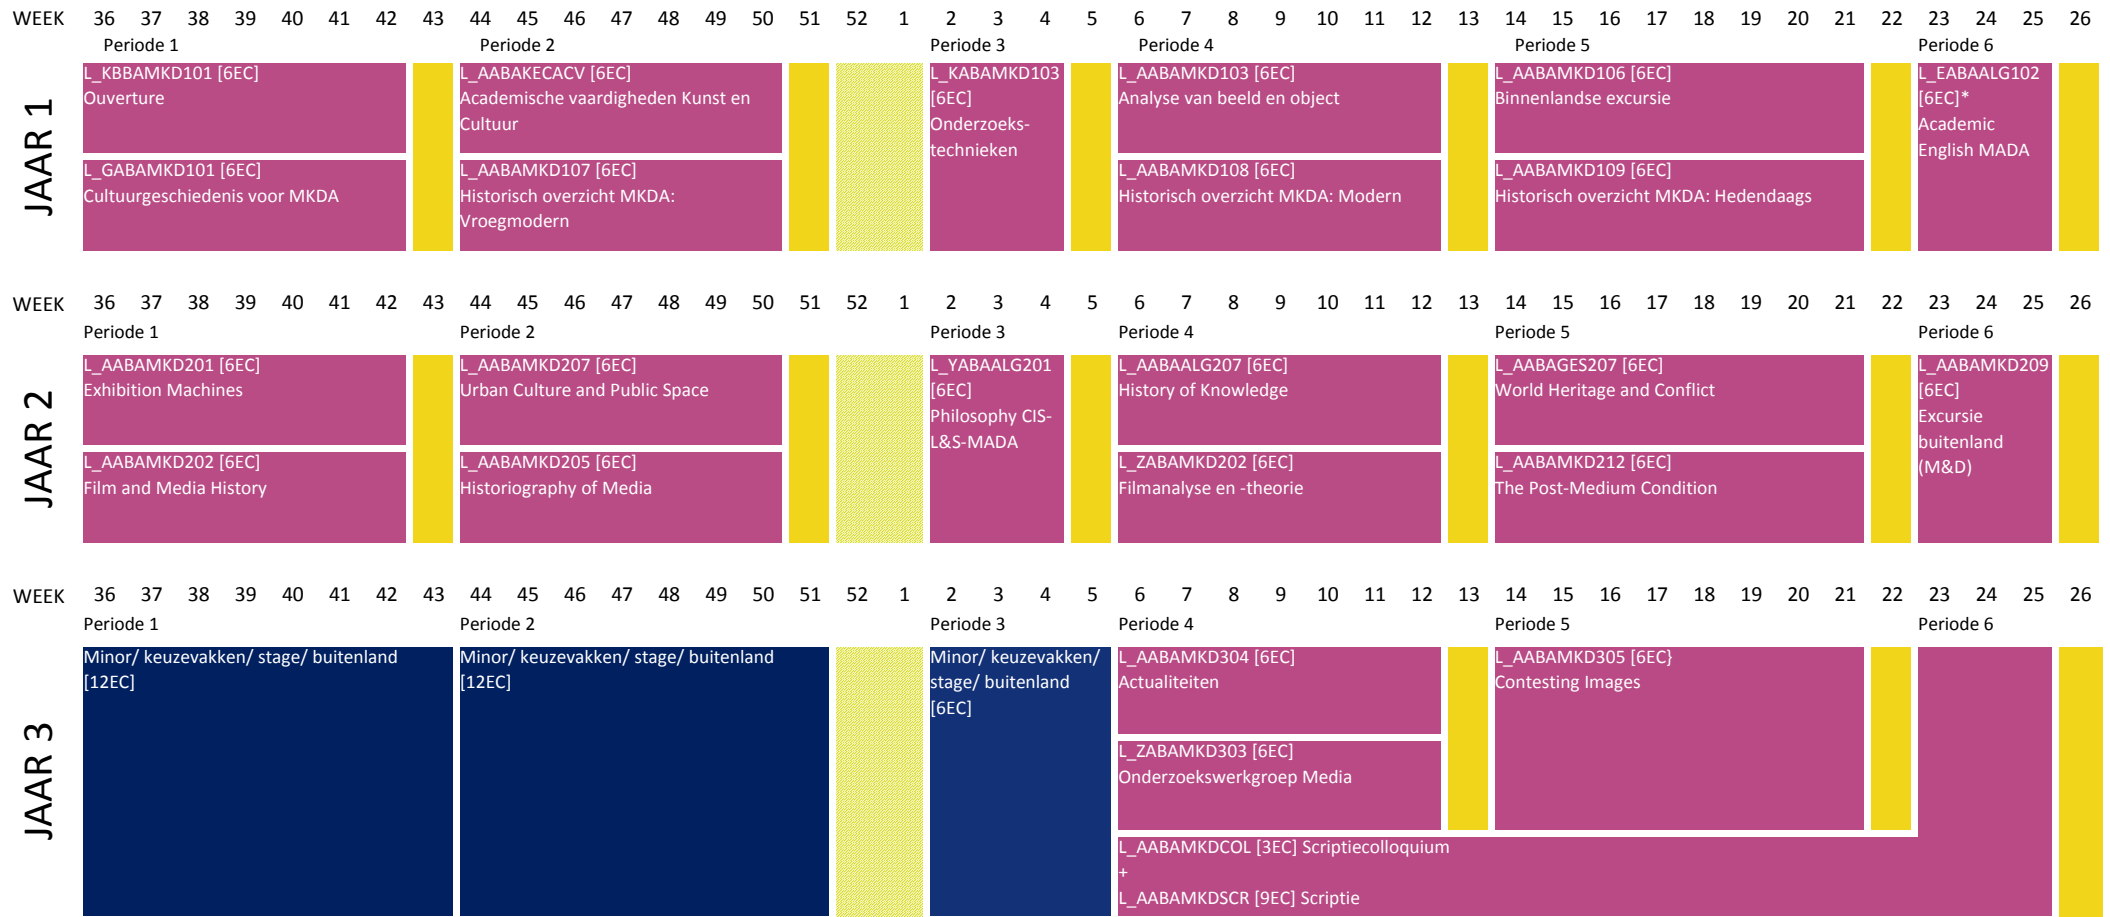 WEEK 36 37 38 39 40 41 42 43 44 45 46 47 48 49 50 51 52 1 2 3 4 5 6 7 8 9 10 11 12 13 14 15 16 17 18 19 20 21 22 23 24 25 26
Periode 1 Periode 2 Periode 3 Periode 4 Periode 5 Periode 6
JAAR 1
L_KBBAMKD101 [6EC]
Ouverture
L_GABAMKD101 [6EC]
Cultuurgeschiedenis voor MKDA
L_AABAKECACV [6EC]
Academische vaardigheden Kunst en
Cultuur
L_AABAMKD107 [6EC]
Historisch overzicht MKDA:
Vroegmodern
L_KABAMKD103
[6EC]
Onderzoeks-
technieken
L_AABAMKD103 [6EC]
Analyse van beeld en object
L_AABAMKD108 [6EC]
Historisch overzicht MKDA: Modern
L_AABAMKD106 [6EC]
Binnenlandse excursie
L_AABAMKD109 [6EC]
Historisch overzicht MKDA: Hedendaags
L_EABAALG102
[6EC]*
Academic
English MADA
WEEK 36 37 38 39 40 41 42 43 44 45 46 47 48 49 50 51 52 1 2 3 4 5 6 7 8 9 10 11 12 13 14 15 16 17 18 19 20 21 22 23 24 25 26
Periode 1 Periode 2 Periode 3 Periode 4 Periode 5 Periode 6
JAAR 2
L_AABAMKD201 [6EC]
Exhibition Machines
L_AABAMKD202 [6EC]
Film and Media History
L_AABAMKD207 [6EC]
Urban Culture and Public Space
L_AABAMKD205 [6EC]
Historiography of Media
L_YABAALG201
[6EC]
Philosophy CIS-
L&S-MADA
L_AABAALG207 [6EC]
History of Knowledge
L_ZABAMKD202 [6EC]
Filmanalyse en -theorie
L_AABAGES207 [6EC]
World Heritage and Conflict
L_AABAMKD212 [6EC]
The Post-Medium Condition
L_AABAMKD209
[6EC]
Excursie
buitenland
(M&D)
WEEK 36 37 38 39 40 41 42 43 44 45 46 47 48 49 50 51 52 1 2 3 4 5 6 7 8 9 10 11 12 13 14 15 16 17 18 19 20 21 22 23 24 25 26
Periode 1 Periode 2 Periode 3 Periode 4 Periode 5 Periode 6
JAAR 3
Minor/ keuzevakken/ stage/ buitenland
[12EC]
Minor/ keuzevakken/ stage/ buitenland
[12EC]
Minor/ keuzevakken/
stage/ buitenland
[6EC]
L_AABAMKD304 [6EC]
Actualiteiten
L_ZABAMKD303 [6EC]
Onderzoekswerkgroep Media
L_AABAMKD305 [6EC}
Contesting Images
L_AABAMKDCOL [3EC] Scriptiecolloquium
+
L_AABAMKDSCR [9EC] Scriptie